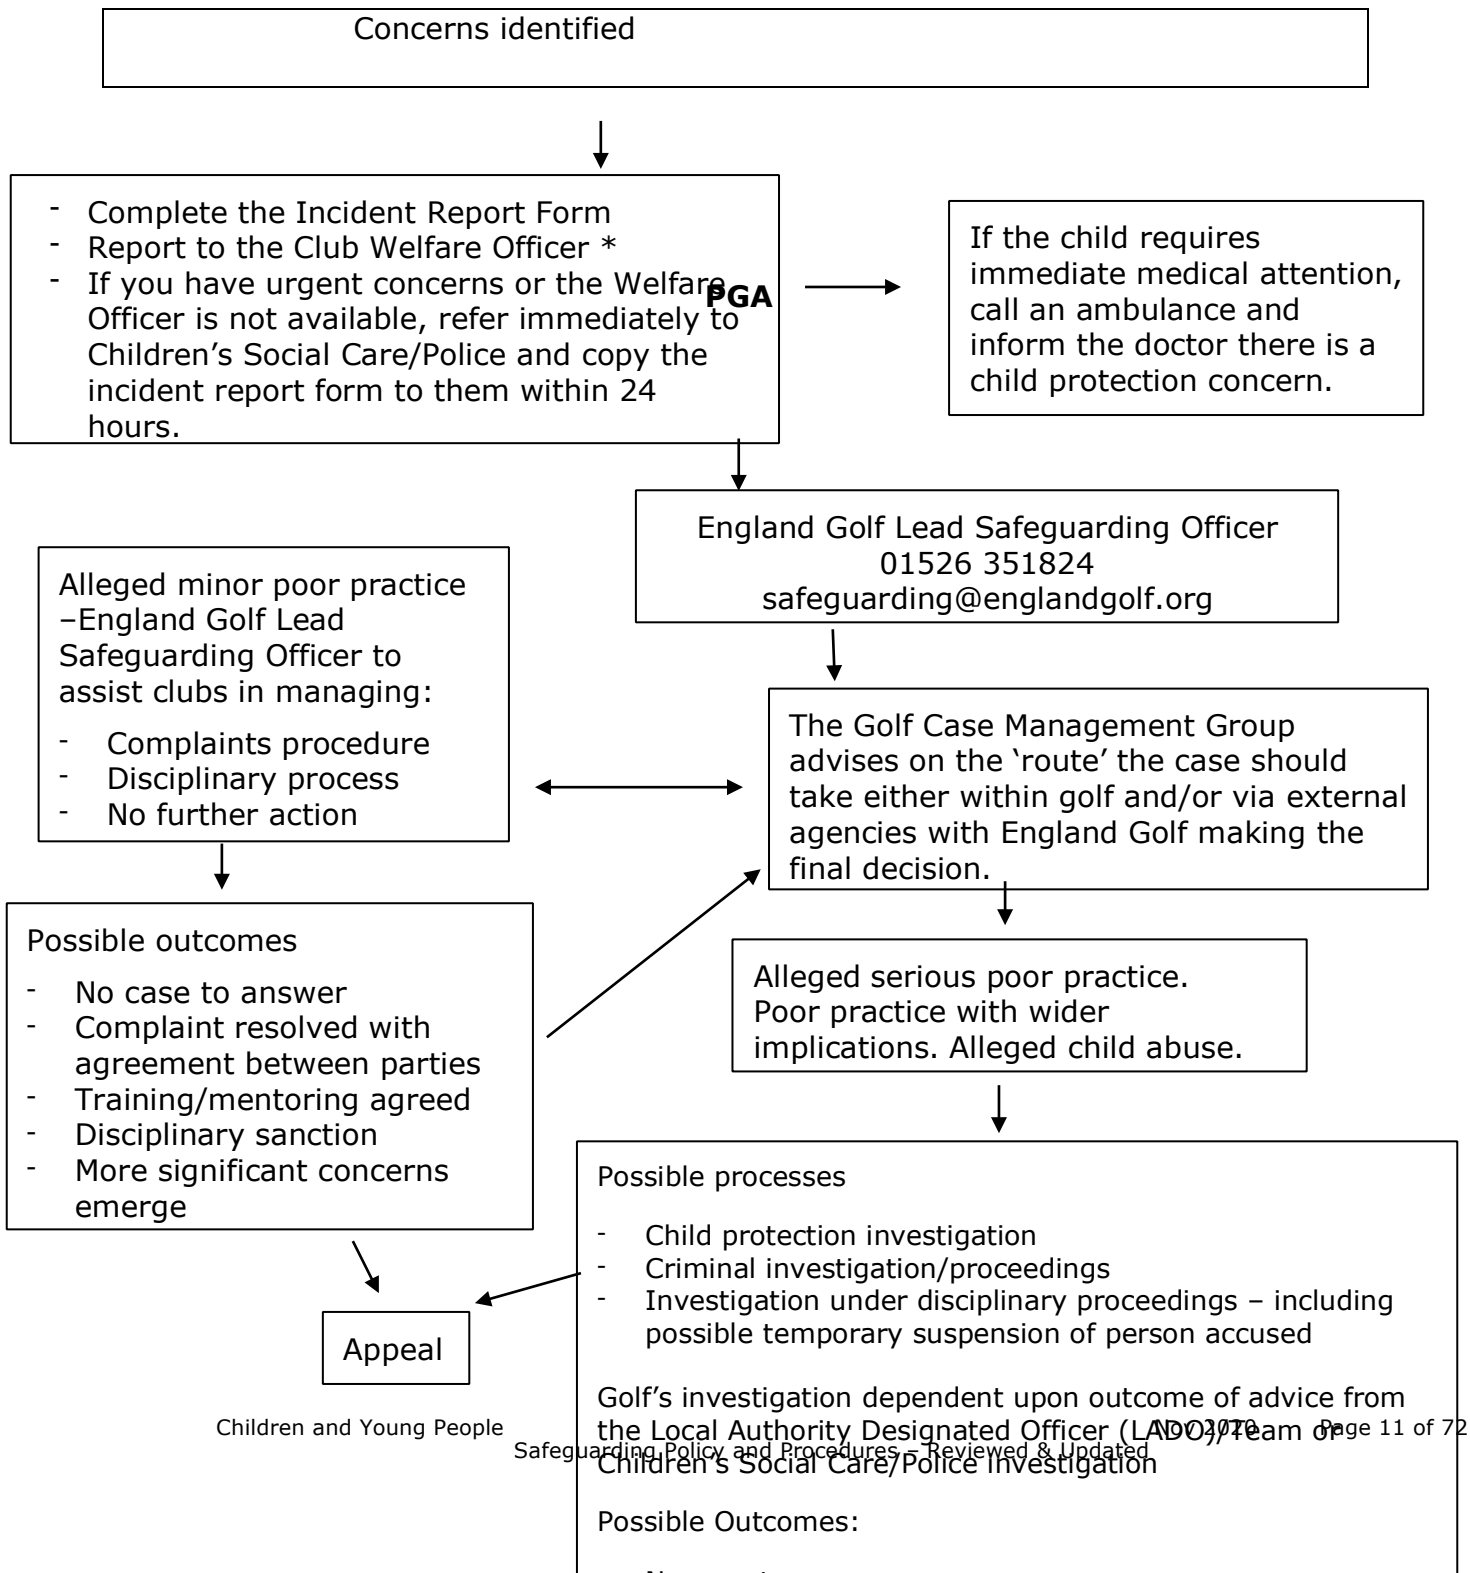 Concerns identified
- Complete the Incident Report Form
- Report to the Club Welfare Officer *
- If you have urgent concerns or the Welfare
Officer is not available, refer immediately to
Children’s Social Care/Police and copy the
incident report form to them within 24
hours.
PGA
If the child requires
immediate medical attention,
call an ambulance and
inform the doctor there is a
child protection concern.
England Golf Lead Safeguarding Officer
01526 351824
safeguarding@englandgolf.org
Alleged minor poor practice
–England Golf Lead
Safeguarding Officer to
assist clubs in managing:
- Complaints procedure
- Disciplinary process
- No further action
The Golf Case Management Group
advises on the ‘route’ the case should
take either within golf and/or via external
agencies with England Golf making the
final decision.
Possible outcomes
- No case to answer
- Complaint resolved with
agreement between parties
- Training/mentoring agreed
- Disciplinary sanction
- More significant concerns
emerge
Alleged serious poor practice.
Poor practice with wider
implications. Alleged child abuse.
Possible processes
- Child protection investigation
- Criminal investigation/proceedings
- Investigation under disciplinary proceedings – including
possible temporary suspension of person accused
Golf’s investigation dependent upon outcome of advice from
the Local Authority Designated Officer (LADO)/Team or
Children’s Social Care/Police investigation
Possible Outcomes:
Appeal
Children and Young People
Safeguarding Policy and Procedures – Reviewed & Updated
Nov 2020
Page 11 of 72